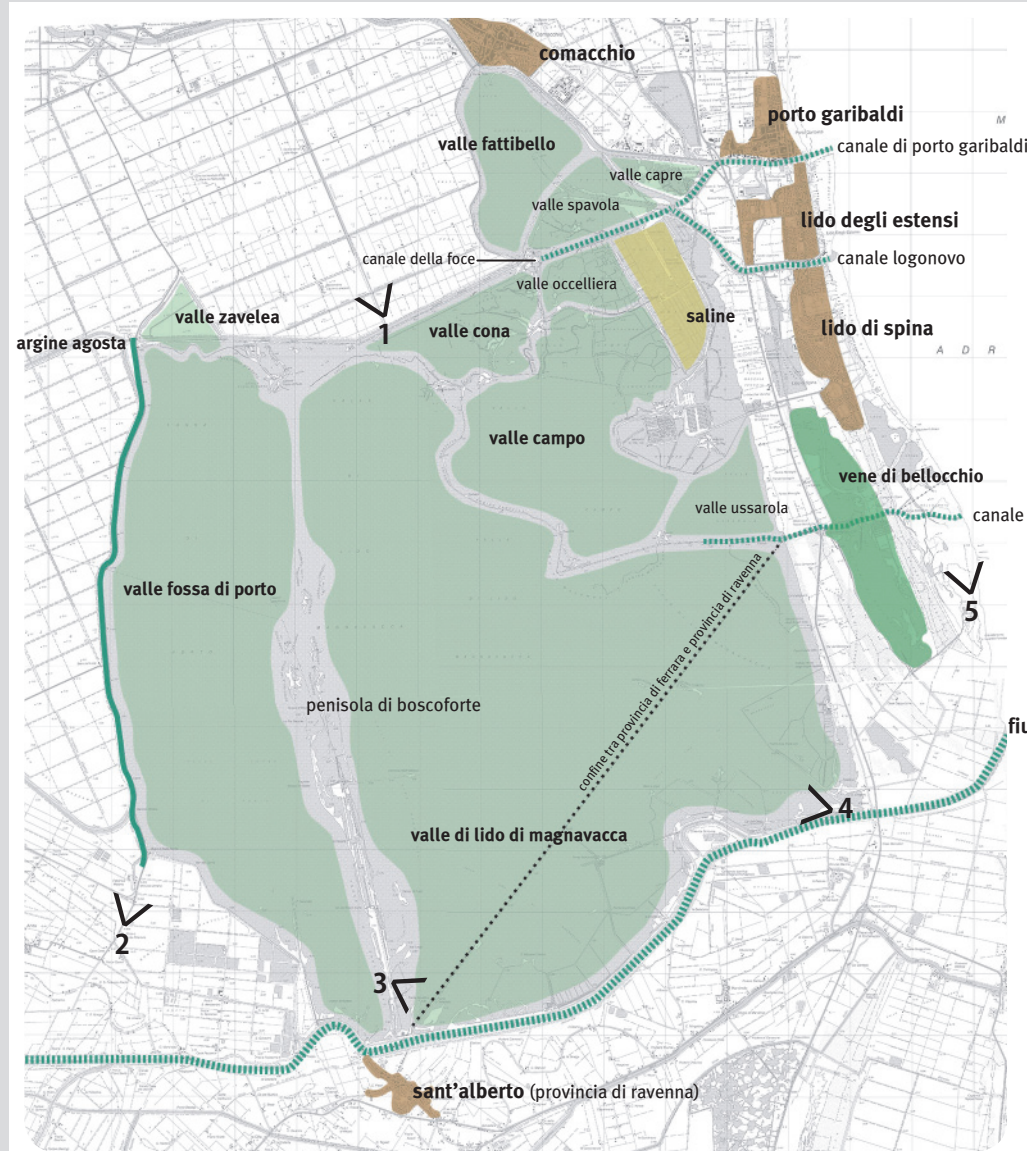 comacchio
porto garibaldi
M
canale di porto garibaldi
valle fattibello
valle capre
valle spavola
lido degli estensi
canale della foce
canale logonovo
valle occelliera
valle zavelea
1
valle cona
saline
lido di spina
argine agosta
A D R
valle campo
vene di bellocchio
valle ussarola
canale
valle fossa di porto
5
confine tra provincia di ferrara e provincia di ravenna
penisola di boscoforte
fiu
4
valle di lido di magnavacca
2
3
sant'alberto (provincia di ravenna)